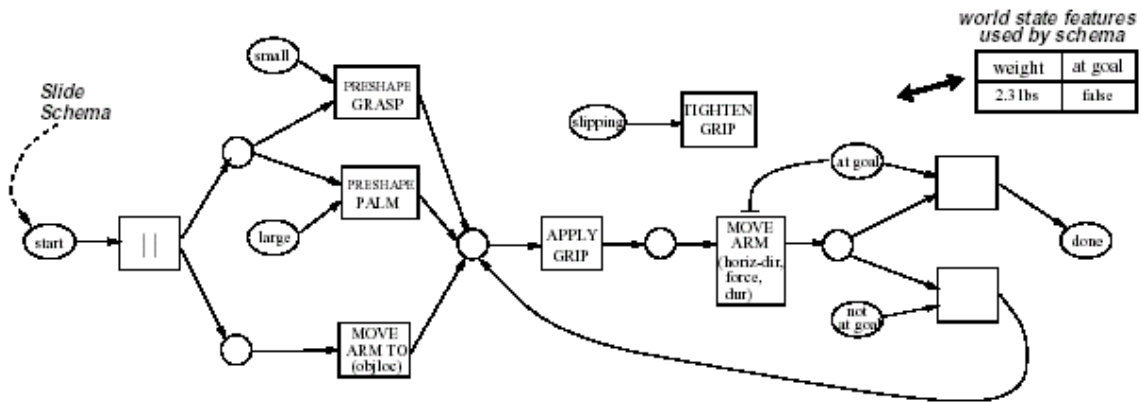 world state features
used by schema
weight at goal
2.3 lbs false
small
Slide
Schema
PRESHAPE
GRASP
slipping
TIGHTEN
GRIP
at goal
PRESHAPE
PALM
large
start
||
APPLY
GRIP
MOVE
ARM
(horiz-dir,
force,
dur)
done
not
at goal
MOVE
ARM TO
(objloc)